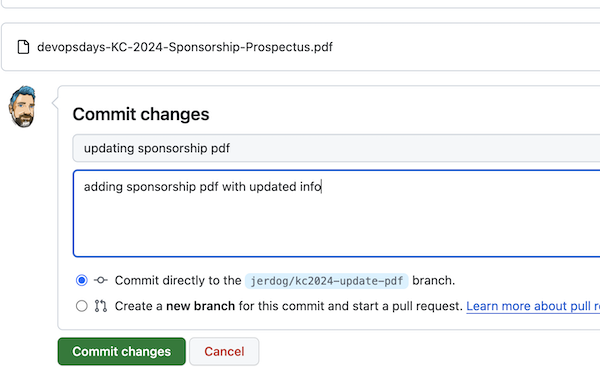 devopsdays-KC-2024-Sponsorship-Prospectus.pdf
Commit changes
updating sponsorship pdf
adding sponsorship pdf with updated info
Commit directly to the jerdog/kc2024-update-pdf branch.
Create a new branch for this commit and start a pull request. Learn more about pull
Commit changes
Cancel